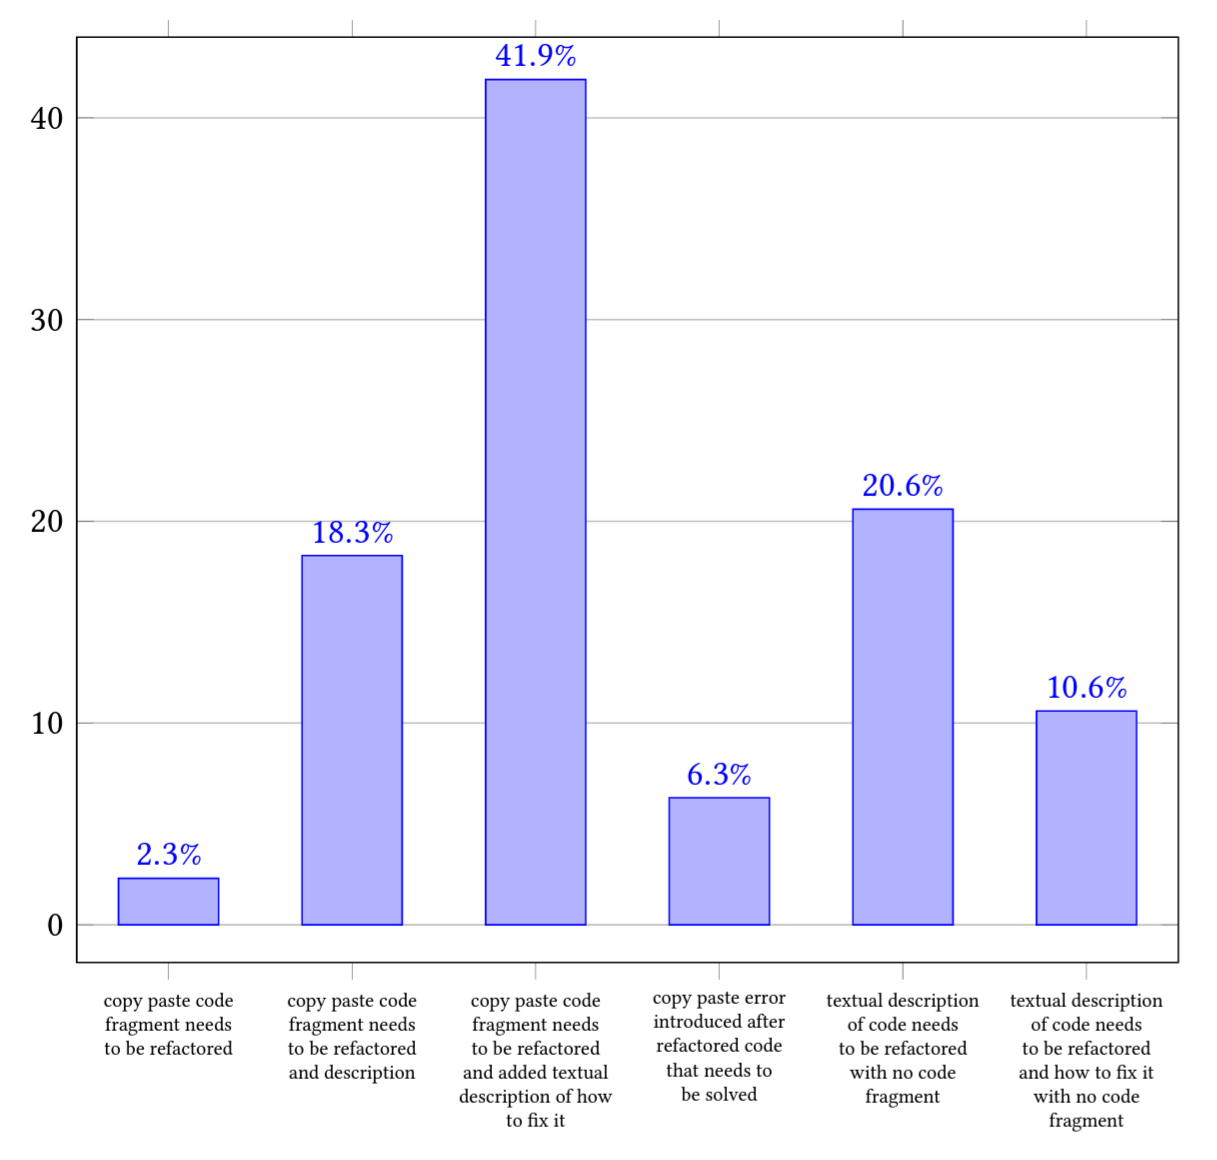 41.9%
40
30
20.6%
20
18.3%
10.6%
10
6.3%
2.3%
0
copy paste code
fragment needs
to be refactored
copy paste code
fragment needs
to be refactored
and description
copy paste code
fragment needs
to be refactored
and added textual
description of how
to fix it
copy paste error
introduced after
refactored code
that needs to
be solved
textual description
of code needs
to be refactored
with no code
fragment
textual description
of code needs
to be refactored
and how to fix it
with no code
fragment